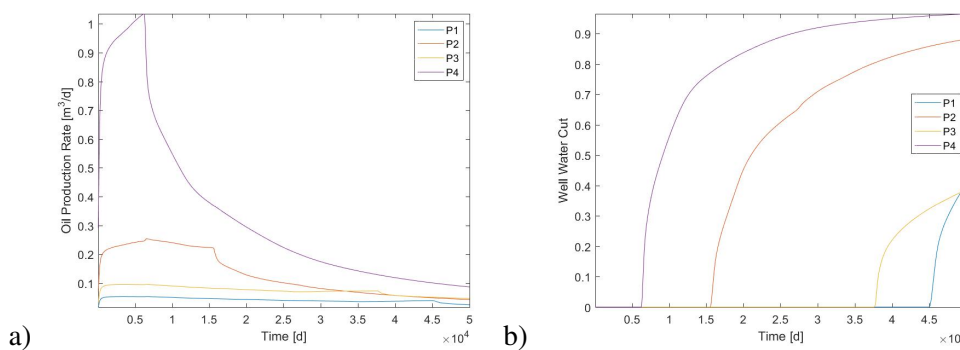 1
0.9
0.8
0.7
0.6
0.5
0.4
0.3
0.2
0.1
Oil Production Rate [m³/d]
0.5 1 1.5 2 2.5 3 3.5 4 4.5 5
Time [d]
×10⁴
P1
P2
P3
P4
a)
0.9
0.8
0.7
0.6
0.5
0.4
0.3
0.2
0.1
0
Well Water Cut
0.5 1 1.5 2 2.5 3 3.5 4 4.5
Time [d]
×10⁴
P1
P2
P3
P4
b)